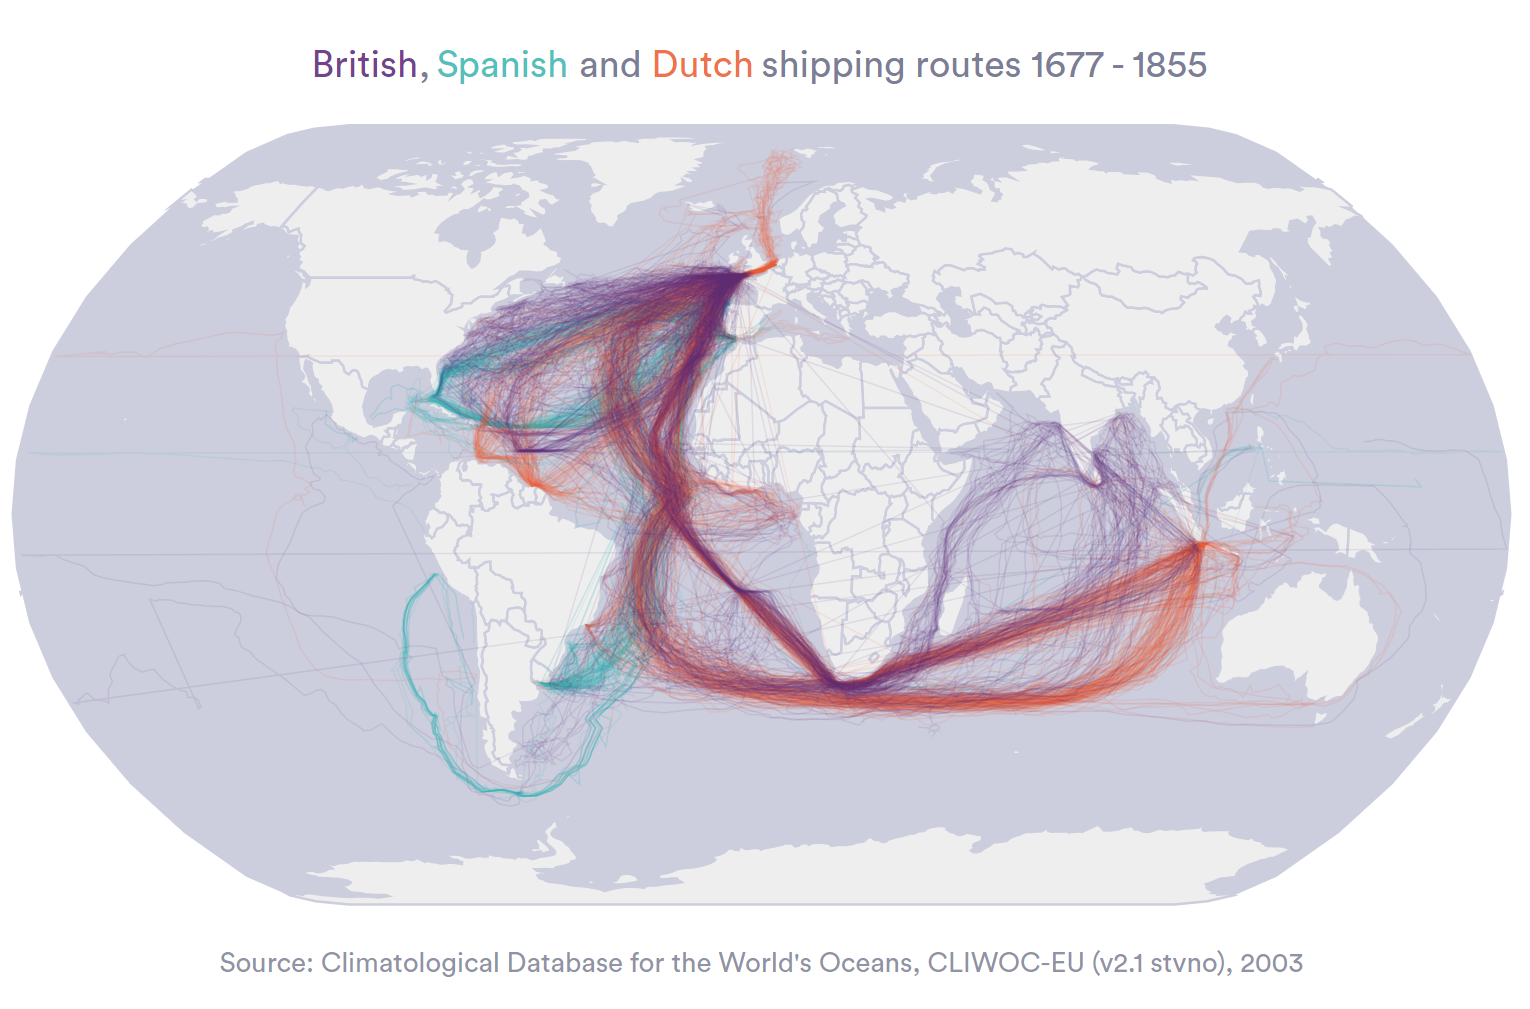 British, Spanish and Dutch shipping routes 1677 - 1855
Source: Climatological Database for the World's Oceans, CLIWOC-EU (v2.1 stvno), 2003